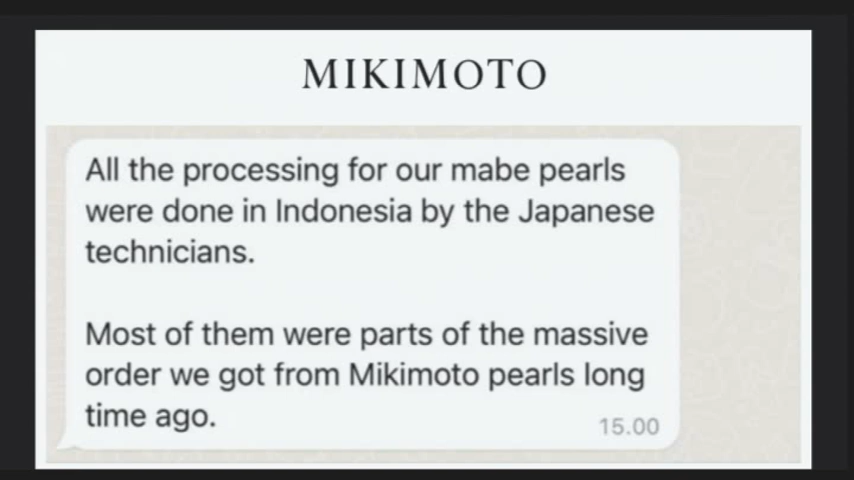 MIKIMOTO
All the processing for our mabe pearls
were done in Indonesia by the Japanese
technicians.
Most of them were parts of the massive
order we got from Mikimoto pearls long
time ago.
15.00